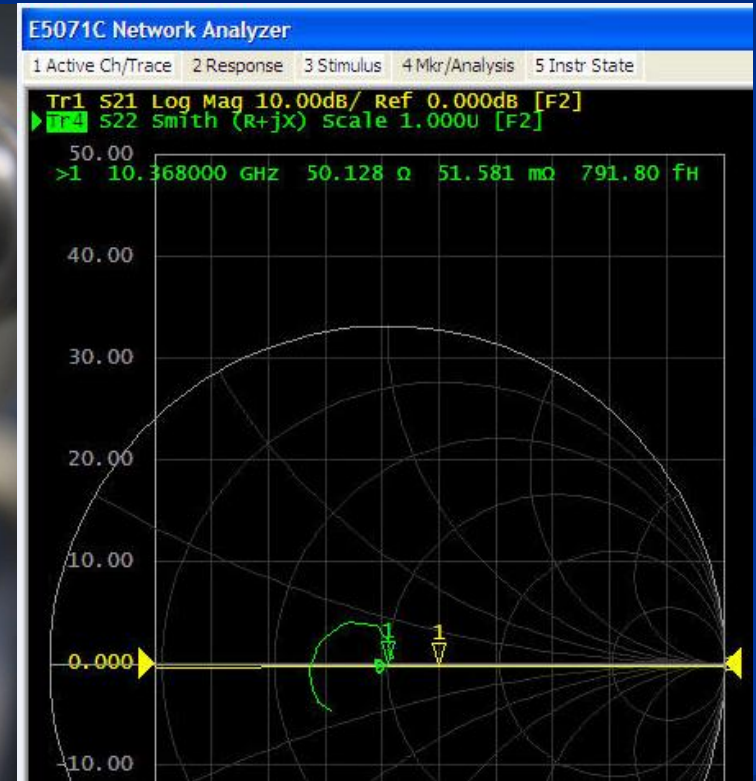 E5071C Network Analyzer
1 Active Ch/Trace 2 Response 3 Stimulus 4 Mkr/Analysis 5 Instr State
Tr1 S21 Log Mag 10.00dB/ Ref 0.000dB [F2]
Tr4 S22 Smith (R+jX) Scale 1.000U [F2]
50.00
>1 10.368000 GHz 50.128 Ω 51.581 mΩ 791.80 fH
40.00
30.00
20.00
10.00
1 1
0.000
-10.00